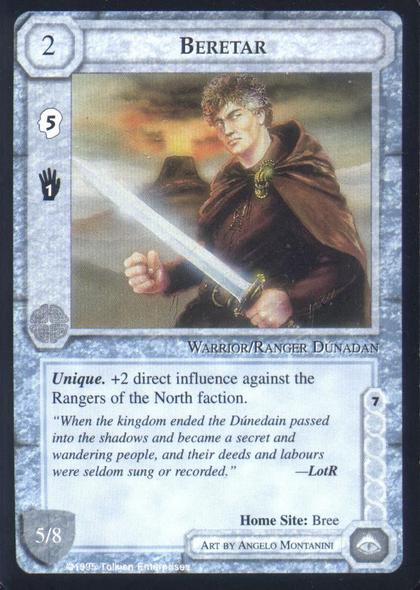 2
BERETAR
5
1
WARRIOR/RANGER DÚNADAN
Unique. +2 direct influence against the
Rangers of the North faction.
7
“When the kingdom ended the Dúnedain passed
into the shadows and became a secret and
wandering people, and their deeds and labours
were seldom sung or recorded.” —LotR
Home Site: Bree
5/8
ART BY ANGELO MONTANINI
©1995 Tolkien Enterprises